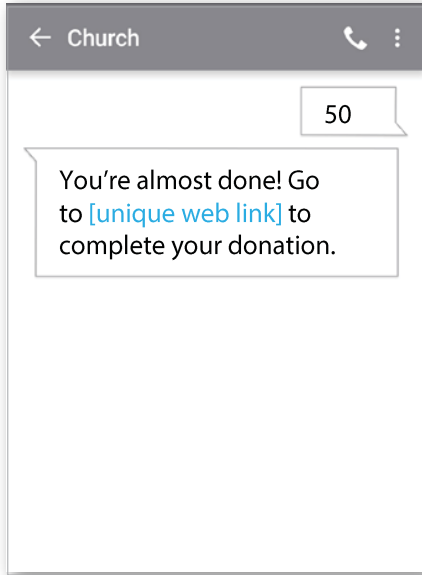 Church
50
You’re almost done! Go
to [unique web link] to
complete your donation.